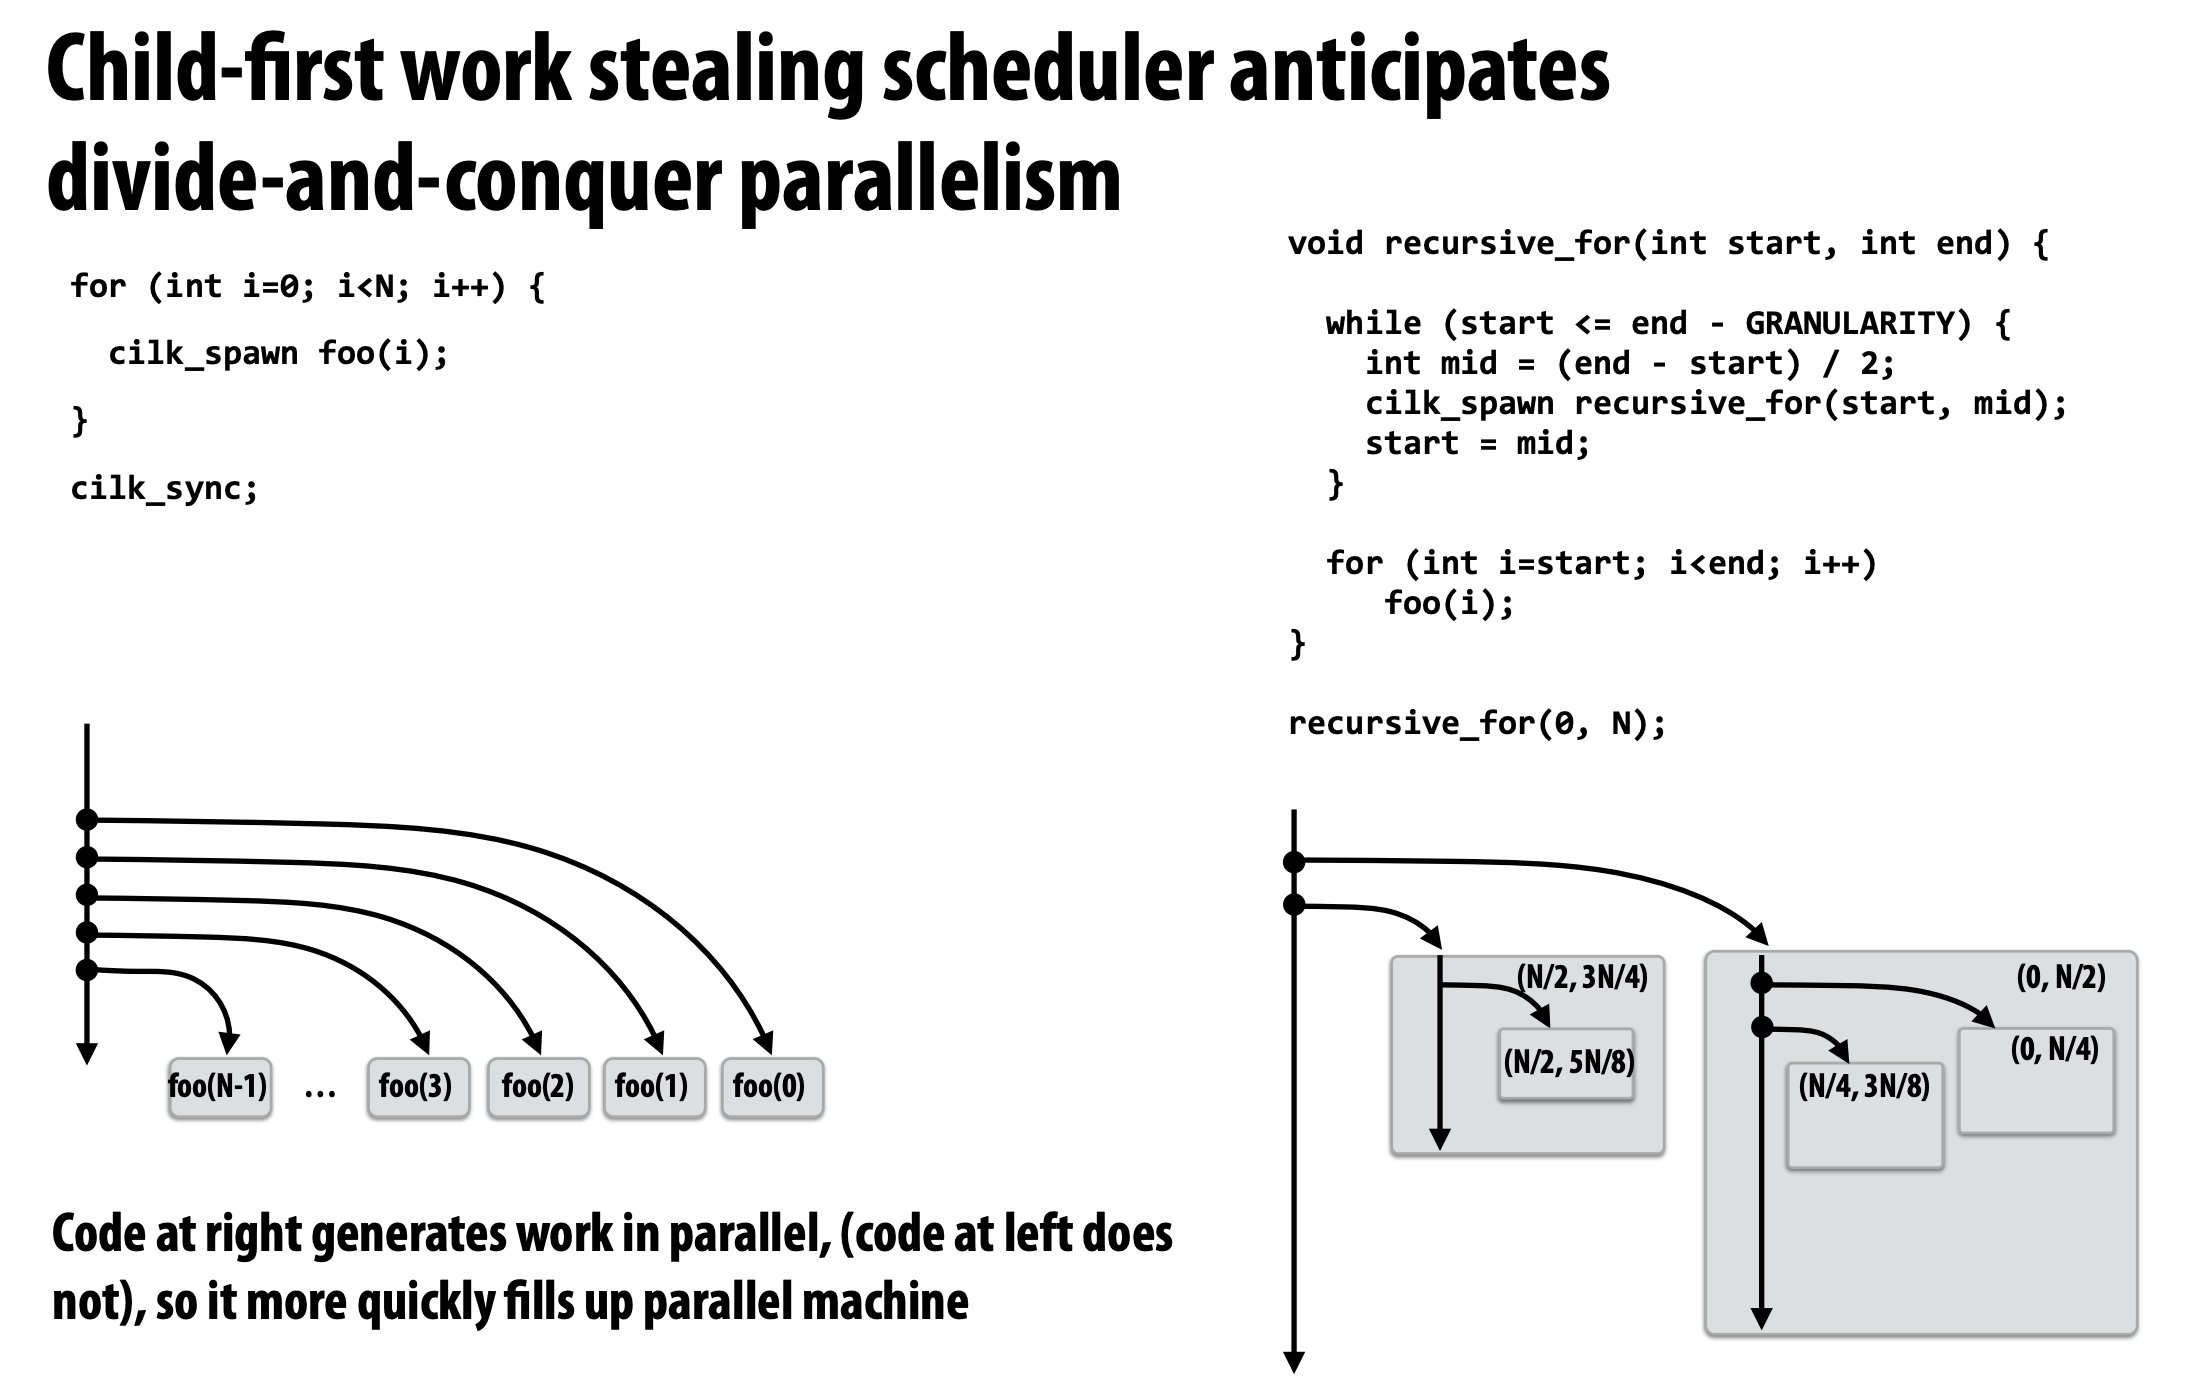 Child-first work stealing scheduler anticipates
divide-and-conquer parallelism
for (int i=0; i<N; i++) {
  cilk_spawn foo(i);
}
cilk_sync;
void recursive_for(int start, int end) {
  while (start <= end - GRANULARITY) {
    int mid = (end - start) / 2;
    cilk_spawn recursive_for(start, mid);
    start = mid;
  }
  for (int i=start; i<end; i++)
     foo(i);
}
recursive_for(0, N);
foo(N-1) ... foo(3) foo(2) foo(1) foo(0)
(N/2, 3N/4)
(N/2, 5N/8)
(0, N/2)
(0, N/4)
(N/4, 3N/8)
Code at right generates work in parallel, (code at left does
not), so it more quickly fills up parallel machine